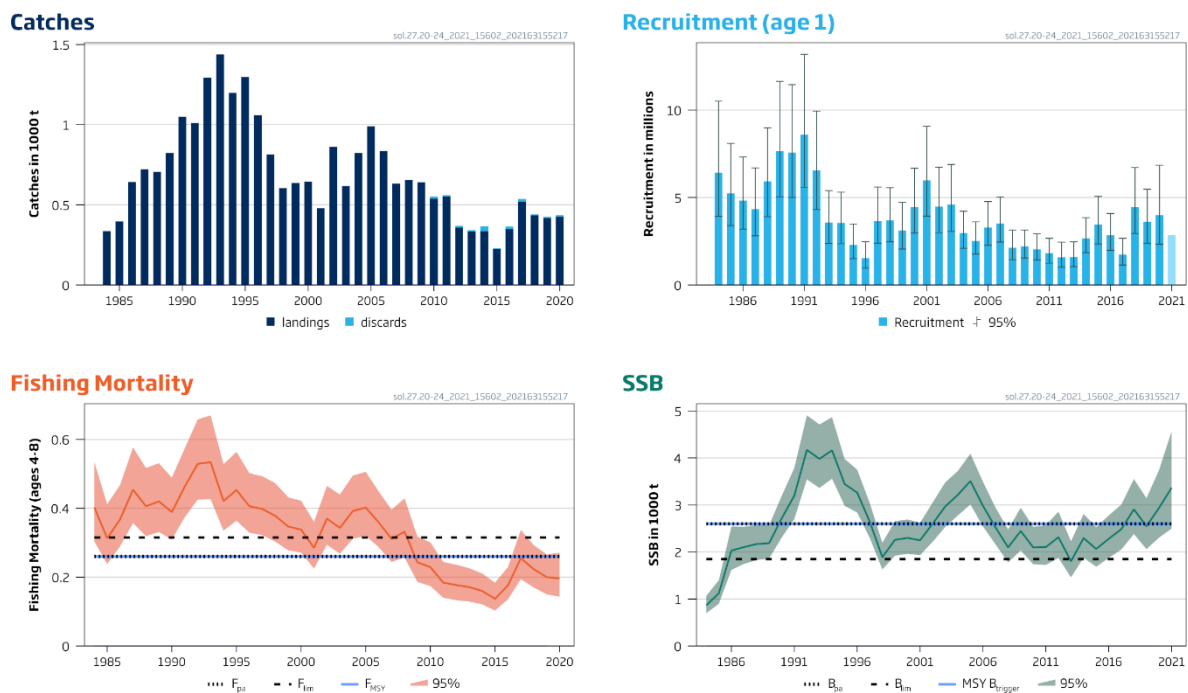 Catches
sol.27.20-24_2021_15602_202163155217
Catches in 1000 t
1.5
1
0.5
0
1985 1990 1995 2000 2005 2010 2015 2020
landings discards
Recruitment (age 1)
sol.27.20-24_2021_15602_202163155217
Recruitment in millions
10
5
0
1986 1991 1996 2001 2006 2011 2016 2021
Recruitment 95%
Fishing Mortality
sol.27.20-24_2021_15602_202163155217
Fishing Mortality (ages 4-8)
0.6
0.4
0.2
0
1985 1990 1995 2000 2005 2010 2015 2020
Fpa Flim FMSY 95%
SSB
sol.27.20-24_2021_15602_202163155217
SSB in 1000 t
5
4
3
2
1
0
1986 1991 1996 2001 2006 2011 2016 2021
Bpa Blim MSY Btrigger 95%